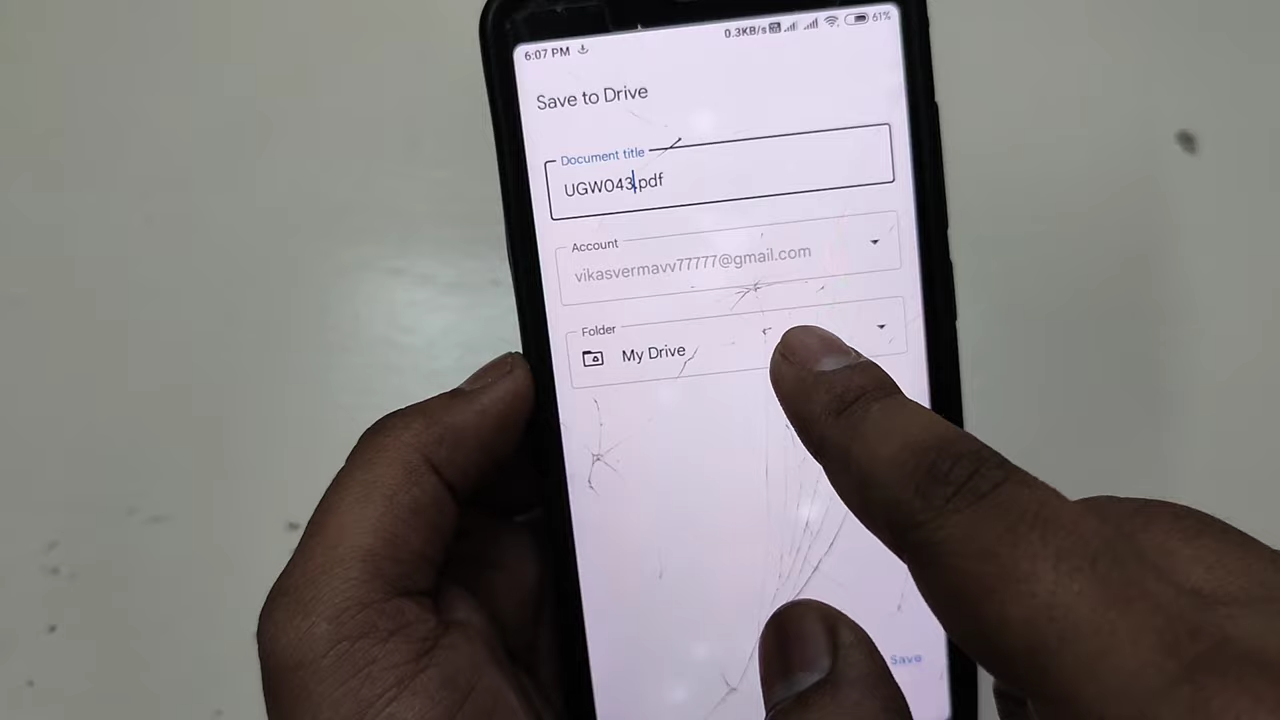 6:07 PM 0.3KB/s 61%
Save to Drive
Document title
UGW043.pdf
Account
vikasvermavv77777@gmail.com
Folder
My Drive
Save